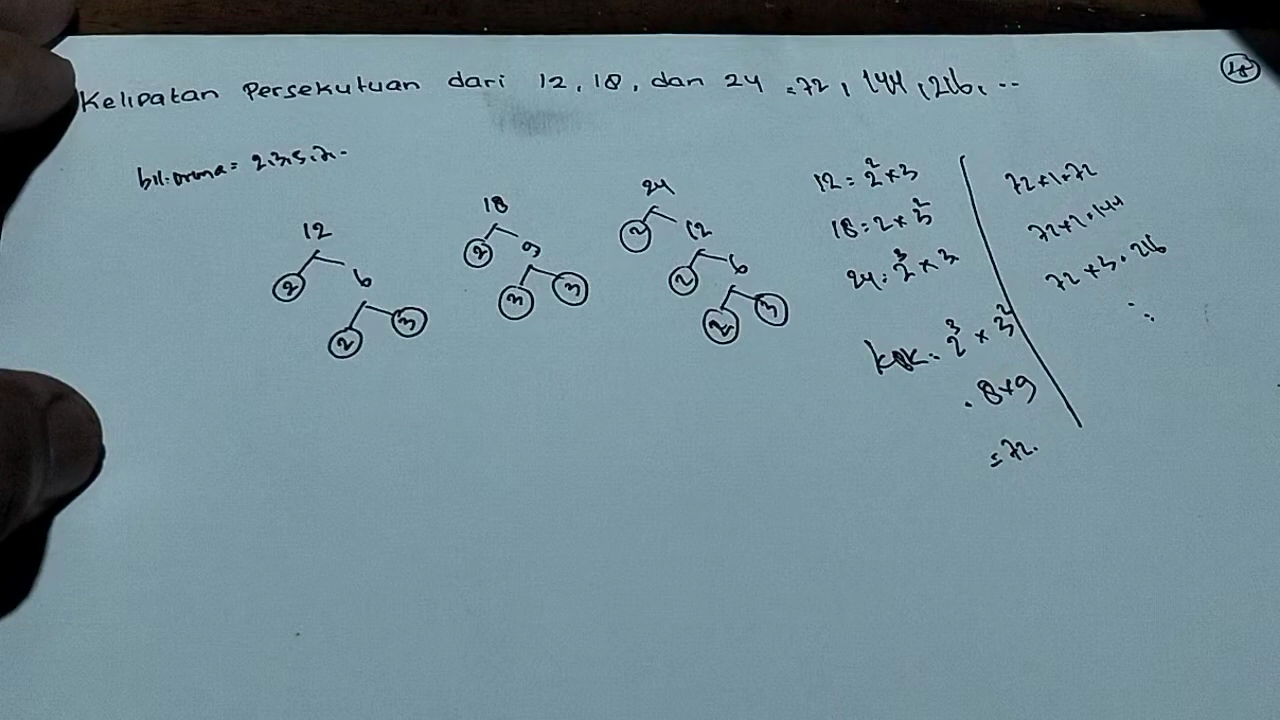 Kelipatan Persekutuan dari 12, 18, dan 24 = 72, 144, 216, ...
bil. prima = 2, 3, 5, 7.
12
2 6
2 3
18
2 9
3 3
24
2 12
2 6
2 3
12 = 2² × 3
18 = 2 × 3²
24 = 2³ × 3
KPK = 2³ × 3²
= 8 × 9
= 72.
72 × 1 = 72
72 × 2 = 144
72 × 3 = 216